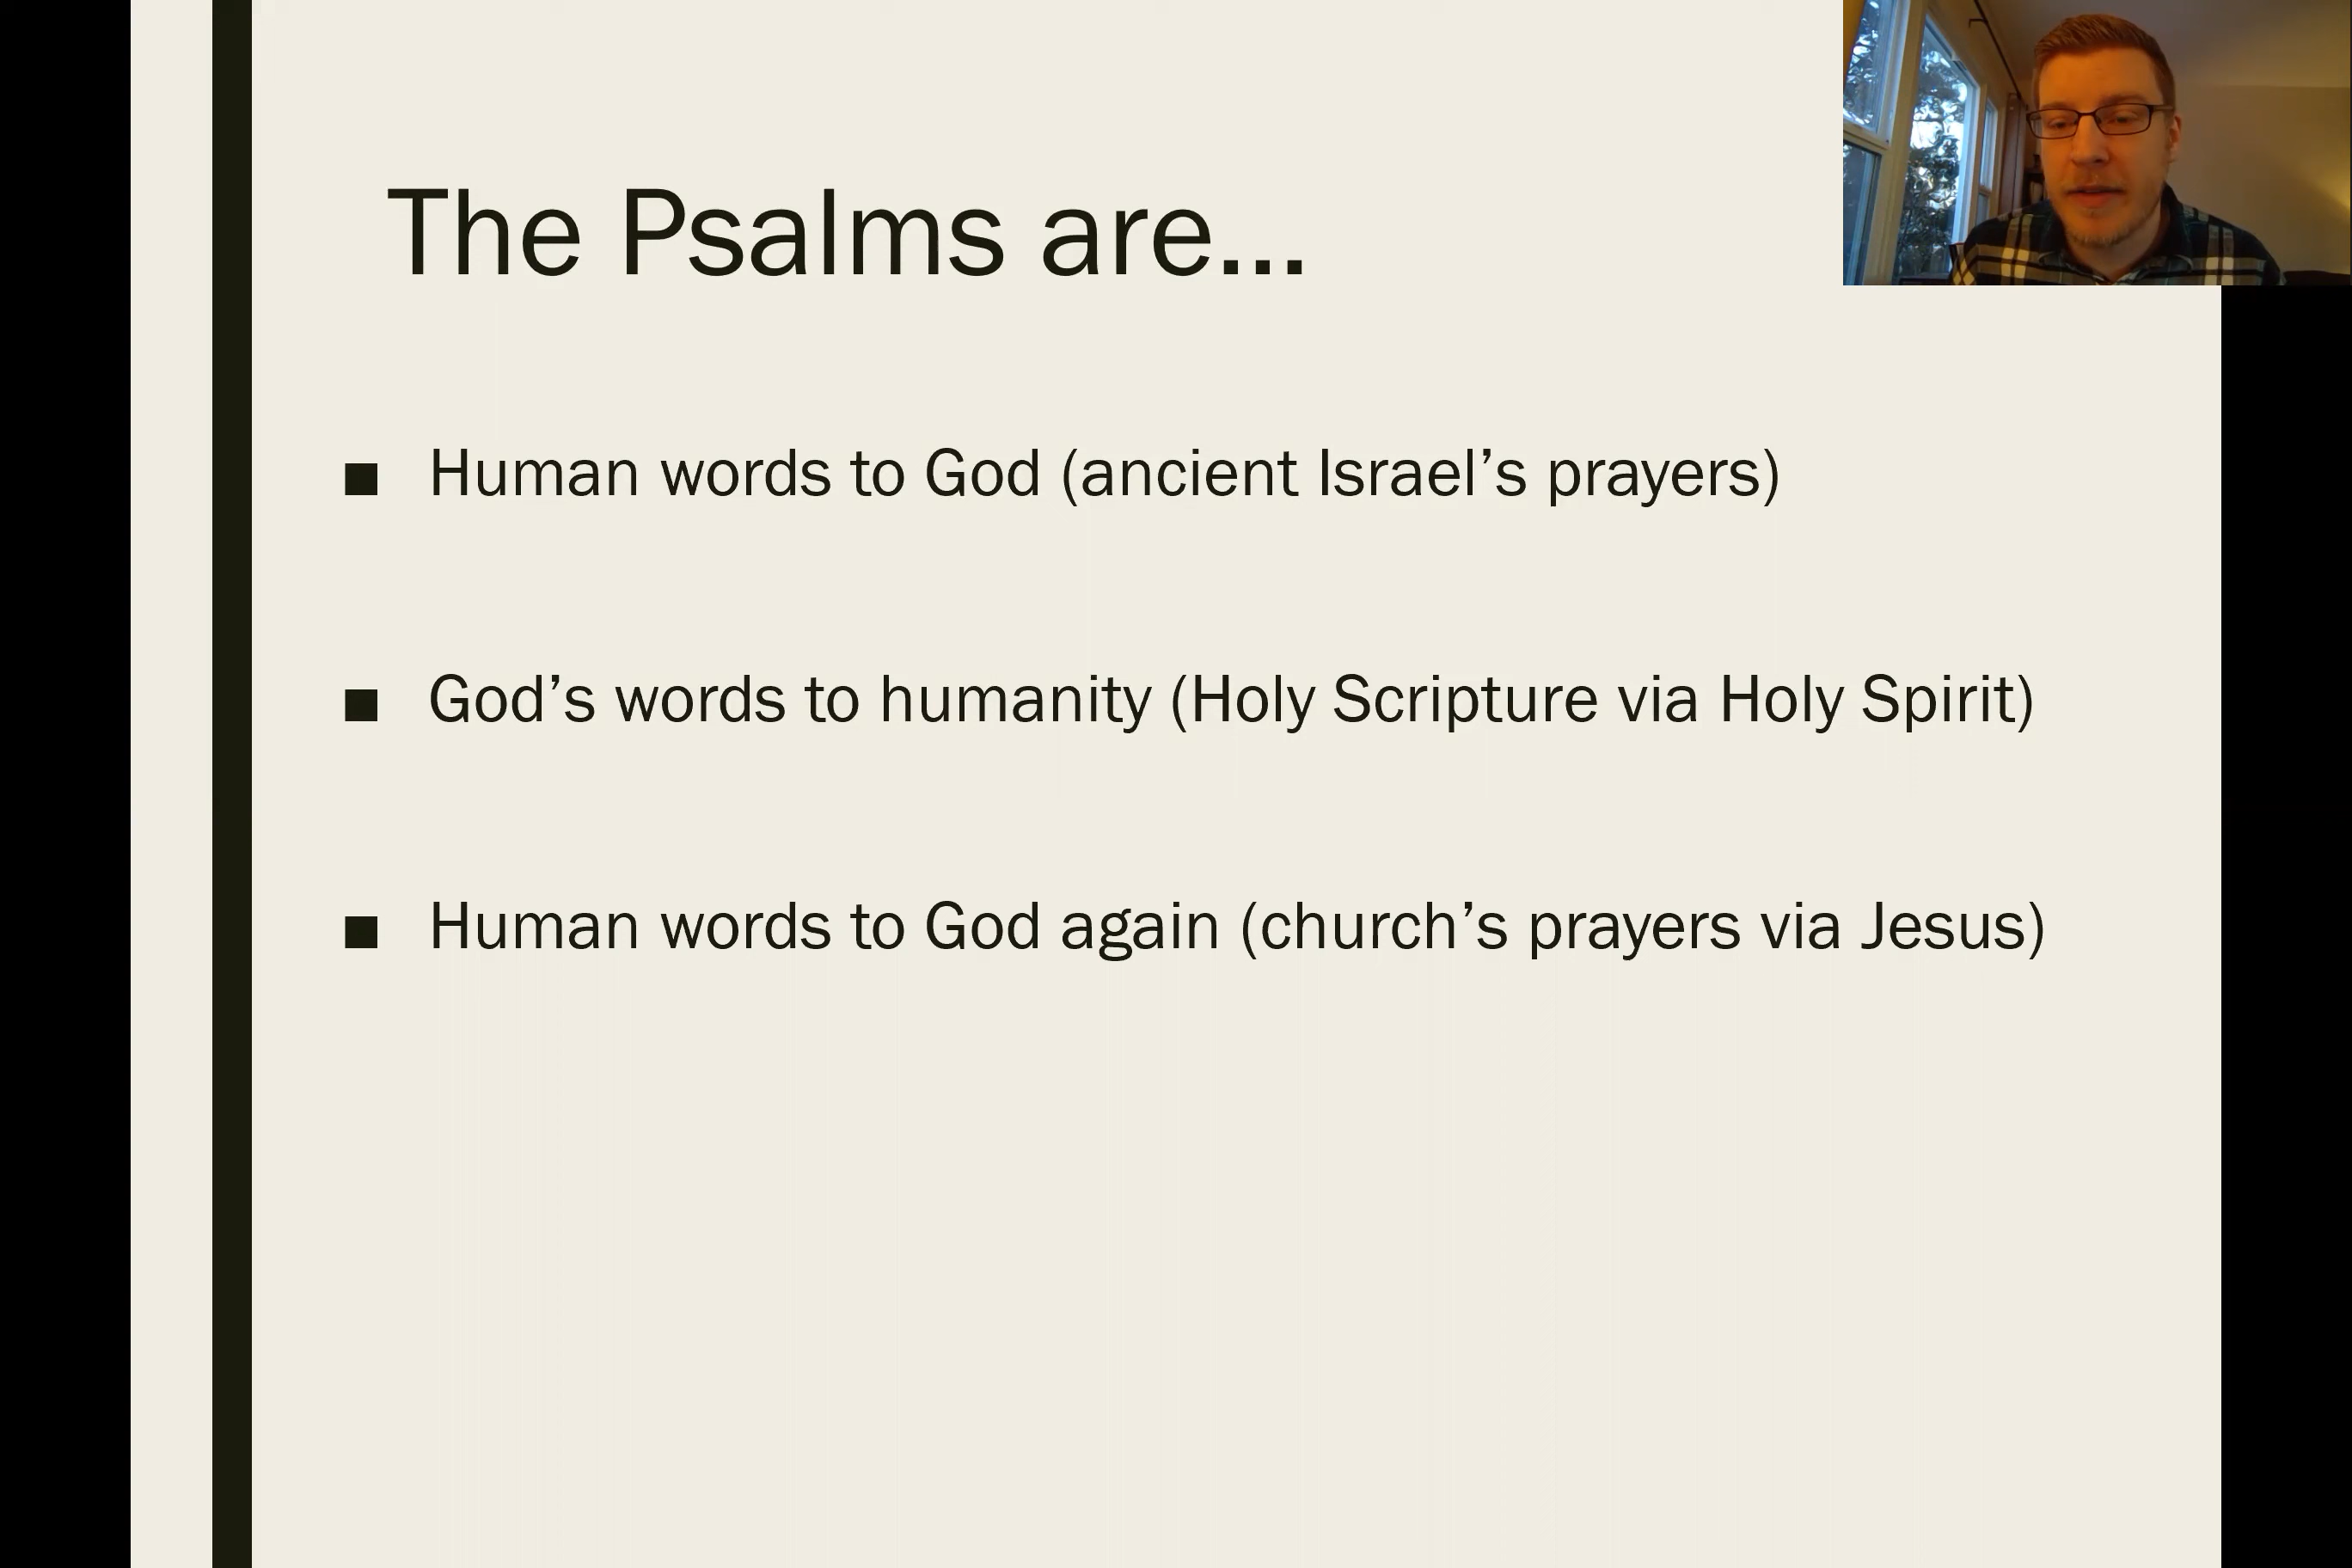 The Psalms are...
■ Human words to God (ancient Israel’s prayers)
■ God’s words to humanity (Holy Scripture via Holy Spirit)
■ Human words to God again (church’s prayers via Jesus)